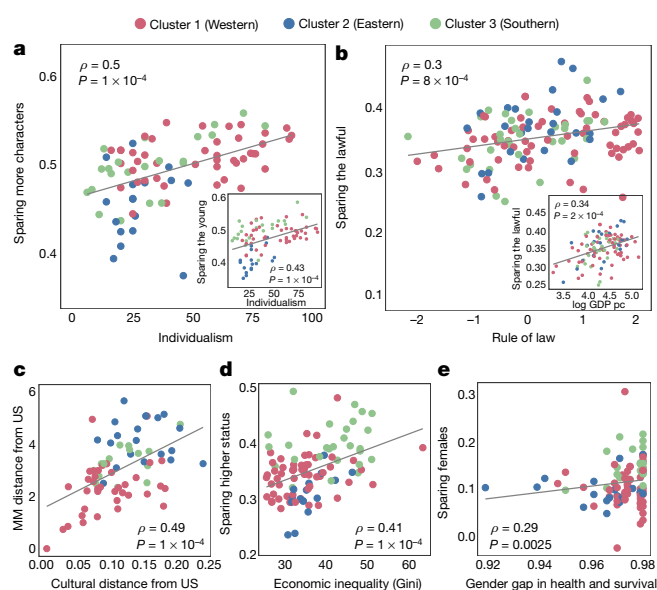 Cluster 1 (Western) Cluster 2 (Eastern) Cluster 3 (Southern)
a
ρ = 0.5
P = 1 × 10⁻⁴
Sparing more characters
0.6
0.5
0.4
0 25 50 75 100
Individualism
Sparing the young
0.6
0.5
0.4
ρ = 0.43
P = 1 × 10⁻⁴
25 50 75
Individualism
b
ρ = 0.3
P = 8 × 10⁻⁴
Sparing the lawful
0.4
0.3
0.2
0.1
−2 −1 0 1 2
Rule of law
Sparing the lawful
ρ = 0.34
P = 2 × 10⁻⁴
0.45
0.40
0.35
0.30
0.25
3.5 4.0 4.5 5.0
log GDP pc
c
MM distance from US
6
4
2
0
ρ = 0.49
P = 1 × 10⁻⁴
0.00 0.05 0.10 0.15 0.20 0.25
Cultural distance from US
d
Sparing higher status
0.5
0.4
0.3
0.2
ρ = 0.41
P = 1 × 10⁻⁴
30 40 50 60
Economic inequality (Gini)
e
Sparing females
0.3
0.2
0.1
0.0
ρ = 0.29
P = 0.0025
0.92 0.94 0.96 0.98
Gender gap in health and survival